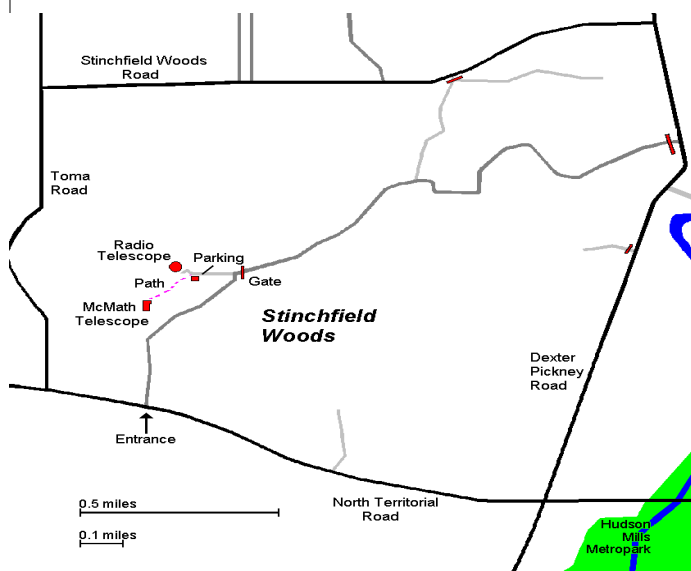 Stinchfield Woods
Road
Toma
Road
Radio
Telescope
Parking
Path
Gate
McMath
Telescope
Stinchfield
Woods
Dexter
Pickney
Road
Entrance
0.5 miles
North Territorial
Road
0.1 miles
Hudson
Mills
Metropark